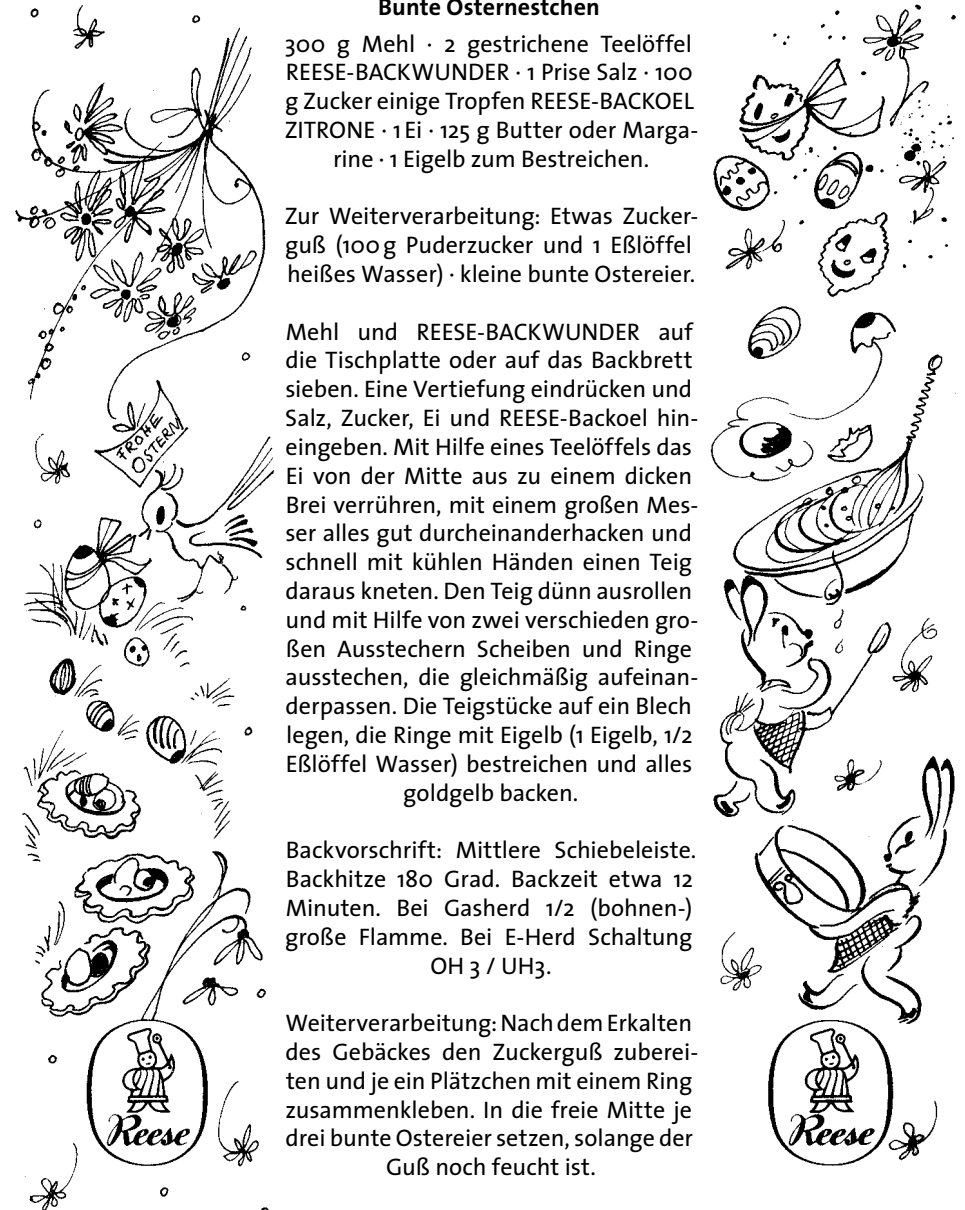 Bunte Osternestchen
300 g Mehl · 2 gestrichene Teelöffel
REESE-BACKWUNDER · 1 Prise Salz · 100
g Zucker einige Tropfen REESE-BACKOEL
ZITRONE · 1 Ei · 125 g Butter oder Marga-
rine · 1 Eigelb zum Bestreichen.
Zur Weiterverarbeitung: Etwas Zucker-
guß (100 g Puderzucker und 1 Eßlöffel
heißes Wasser) · kleine bunte Ostereier.
Mehl und REESE-BACKWUNDER auf
die Tischplatte oder auf das Backbrett
sieben. Eine Vertiefung eindrücken und
Salz, Zucker, Ei und REESE-Backoel hin-
eingeben. Mit Hilfe eines Teelöffels das
Ei von der Mitte aus zu einem dicken
Brei verrühren, mit einem großen Mes-
ser alles gut durcheinanderhacken und
schnell mit kühlen Händen einen Teig
daraus kneten. Den Teig dünn ausrollen
und mit Hilfe von zwei verschieden gro-
ßen Ausstechern Scheiben und Ringe
ausstechen, die gleichmäßig aufeinan-
derpassen. Die Teigstücke auf ein Blech
legen, die Ringe mit Eigelb (1 Eigelb, 1/2
Eßlöffel Wasser) bestreichen und alles
goldgelb backen.
Backvorschrift: Mittlere Schiebeleiste.
Backhitze 180 Grad. Backzeit etwa 12
Minuten. Bei Gasherd 1/2 (bohnen-)
große Flamme. Bei E-Herd Schaltung
OH 3 / UH3.
Weiterverarbeitung: Nach dem Erkalten
des Gebäckes den Zuckerguß zuberei-
ten und je ein Plätzchen mit einem Ring
zusammenkleben. In die freie Mitte je
drei bunte Ostereier setzen, solange der
Guß noch feucht ist.
FROHE
OSTERN
Reese
Reese